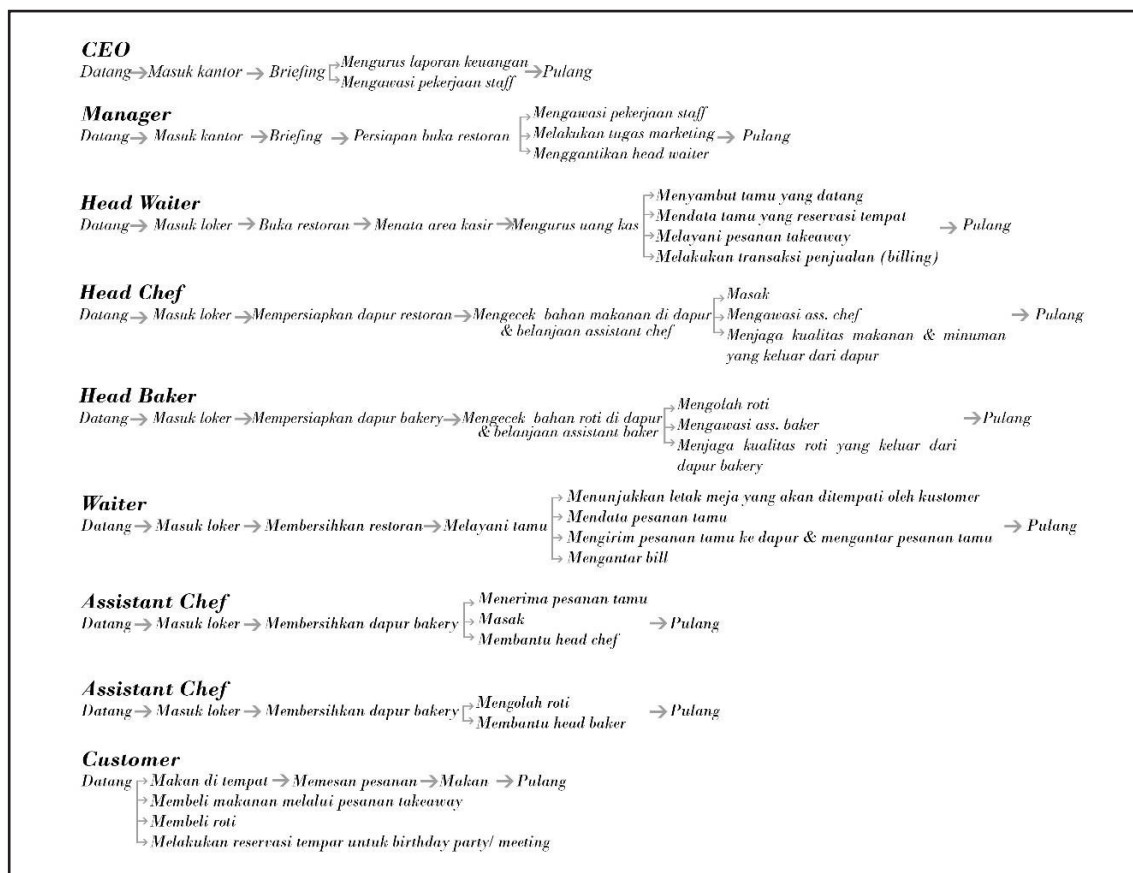 CEO
Datang → Masuk kantor → Briefing → Mengurus laporan keuangan → Mengawasi pekerjaan staff → Pulang
Manager
Datang → Masuk kantor → Briefing → Persiapan buka restoran → Mengawasi pekerjaan staff → Melakukan tugas marketing → Menggantikan head waiter → Pulang
Head Waiter
Datang → Masuk loker → Buka restoran → Menata area kasir → Mengurus uang kas → Menyambut tamu yang datang
→ Mendata tamu yang reservasi tempat
→ Melayani pesanan takeaway
→ Melakukan transaksi penjualan (billing)
→ Pulang
Head Chef
Datang → Masuk loker → Mempersiapkan dapur restoran → Mengecek bahan makanan di dapur
& belanjaan assistant chef
→ Masak
→ Mengawasi ass. chef
→ Menjaga kualitas makanan & minuman
yang keluar dari dapur
→ Pulang
Head Baker
Datang → Masuk loker → Mempersiapkan dapur bakery → Mengecek bahan roti di dapur
& belanjaan assistant baker
→ Mengolah roti
→ Mengawasi ass. baker
→ Menjaga kualitas roti yang keluar dari
dapur bakery
→ Pulang
Waiter
Datang → Masuk loker → Membersihkan restoran → Melayani tamu
→ Menunjukkan letak meja yang akan ditempati oleh kustomer
→ Mendata pesanan tamu
→ Mengirim pesanan tamu ke dapur & mengantar pesanan tamu
→ Mengantar bill
→ Pulang
Assistant Chef
Datang → Masuk loker → Membersihkan dapur bakery
→ Menerima pesanan tamu
→ Masak
→ Membantu head chef
→ Pulang
Assistant Chef
Datang → Masuk loker → Membersihkan dapur bakery
→ Mengolah roti
→ Membantu head baker
→ Pulang
Customer
Datang → Makan di tempat → Memesan pesanan → Makan → Pulang
→ Membeli makanan melalui pesanan takeaway
→ Membeli roti
→ Melakukan reservasi tempar untuk birthday party/ meeting